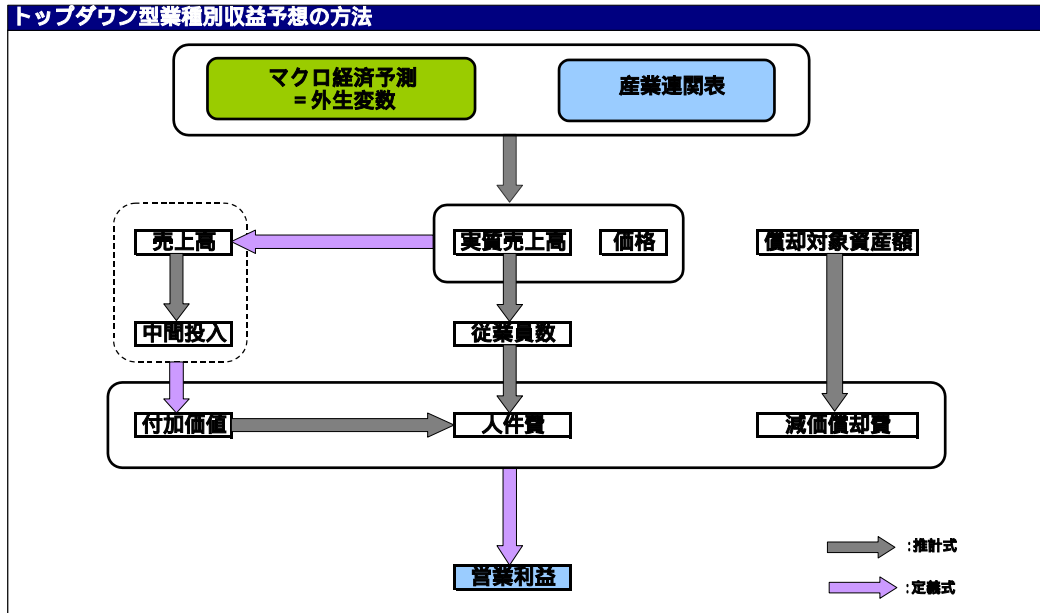 トップダウン型業種別収益予想の方法
マクロ経済予測
=外生変数
産業連関表
売上高
実質売上高
価格
償却対象資産額
中間投入
従業員数
付加価値
人件費
減価償却費
営業利益
:推計式
:定義式